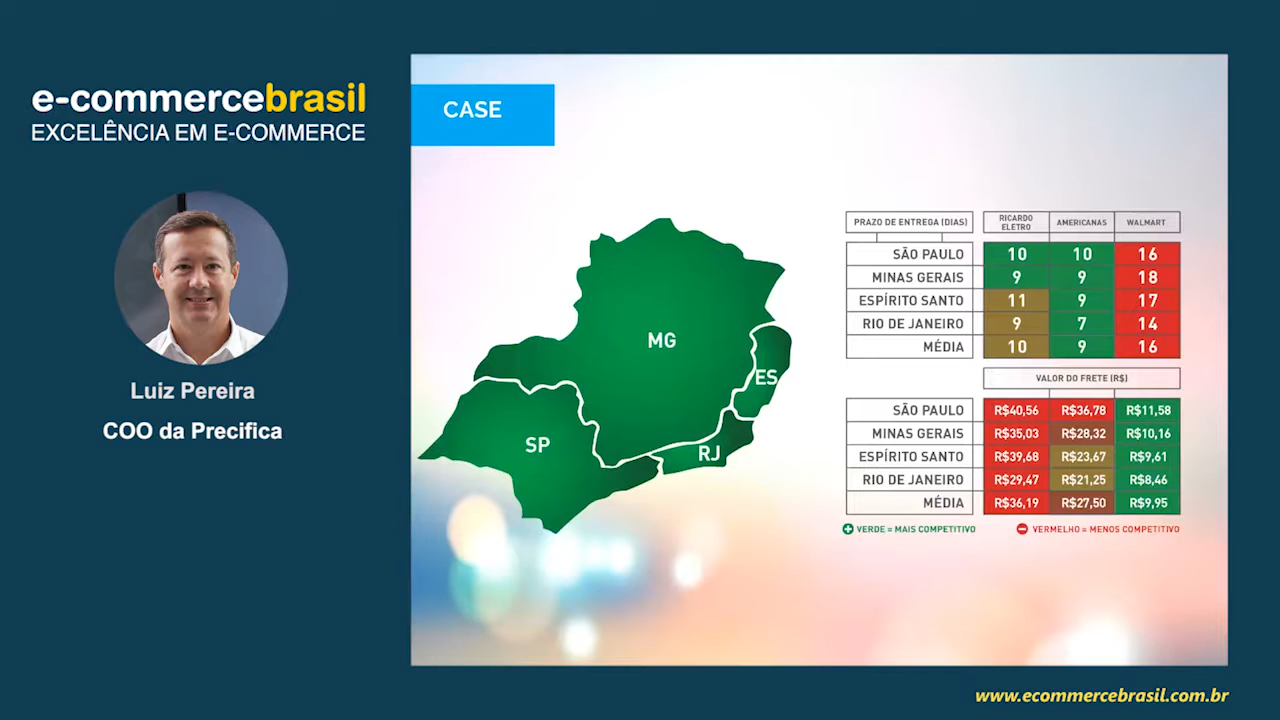 e-commercebrasil
EXCELÊNCIA EM E-COMMERCE
Luiz Pereira
COO da Precifica
CASE
MG
ES
SP
RJ
PRAZO DE ENTREGA (DIAS) RICARDO ELETRO AMERICANAS WALMART
SÃO PAULO 10 10 16
MINAS GERAIS 9 9 18
ESPÍRITO SANTO 11 9 17
RIO DE JANEIRO 9 7 14
MÉDIA 10 9 16
VALOR DO FRETE (R$)
SÃO PAULO R$40,56 R$36,78 R$11,58
MINAS GERAIS R$35,03 R$28,32 R$10,16
ESPÍRITO SANTO R$39,68 R$23,67 R$9,61
RIO DE JANEIRO R$29,47 R$21,25 R$8,46
MÉDIA R$36,19 R$27,50 R$9,95
VERDE = MAIS COMPETITIVO VERMELHO = MENOS COMPETITIVO
www.ecommercebrasil.com.br